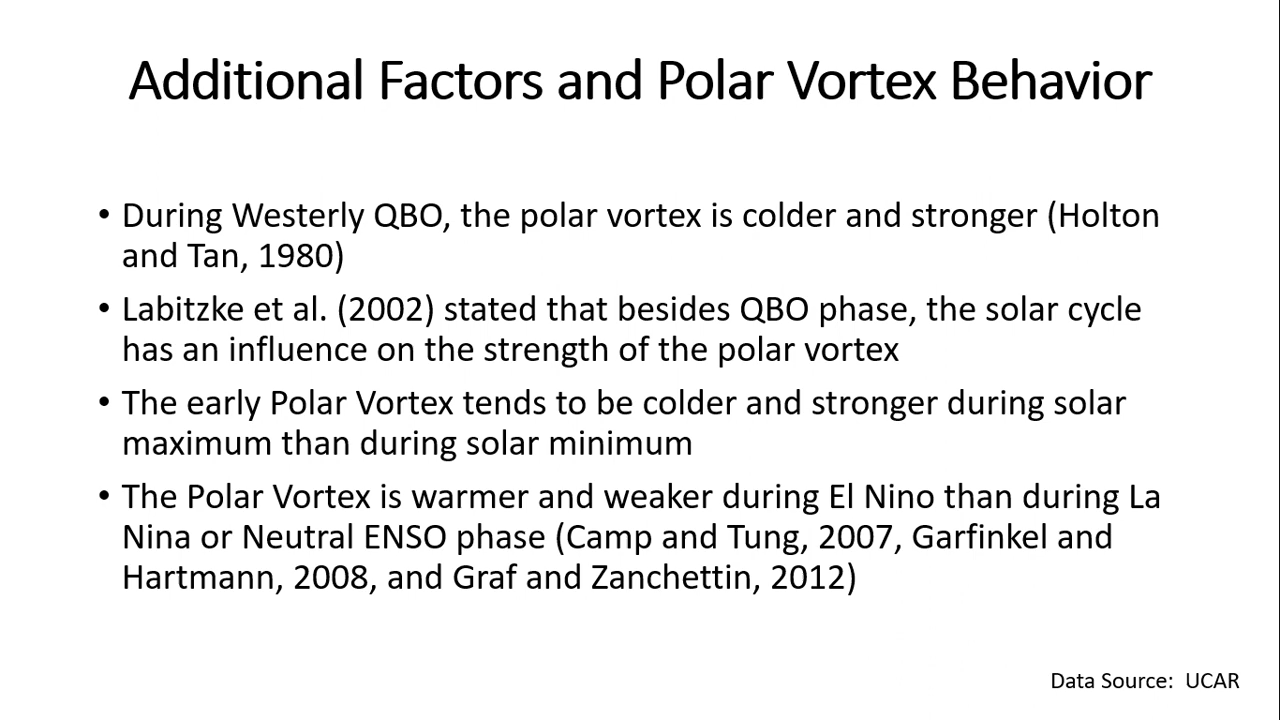 Additional Factors and Polar Vortex Behavior
• During Westerly QBO, the polar vortex is colder and stronger (Holton
and Tan, 1980)
• Labitzke et al. (2002) stated that besides QBO phase, the solar cycle
has an influence on the strength of the polar vortex
• The early Polar Vortex tends to be colder and stronger during solar
maximum than during solar minimum
• The Polar Vortex is warmer and weaker during El Nino than during La
Nina or Neutral ENSO phase (Camp and Tung, 2007, Garfinkel and
Hartmann, 2008, and Graf and Zanchettin, 2012)
Data Source:  UCAR